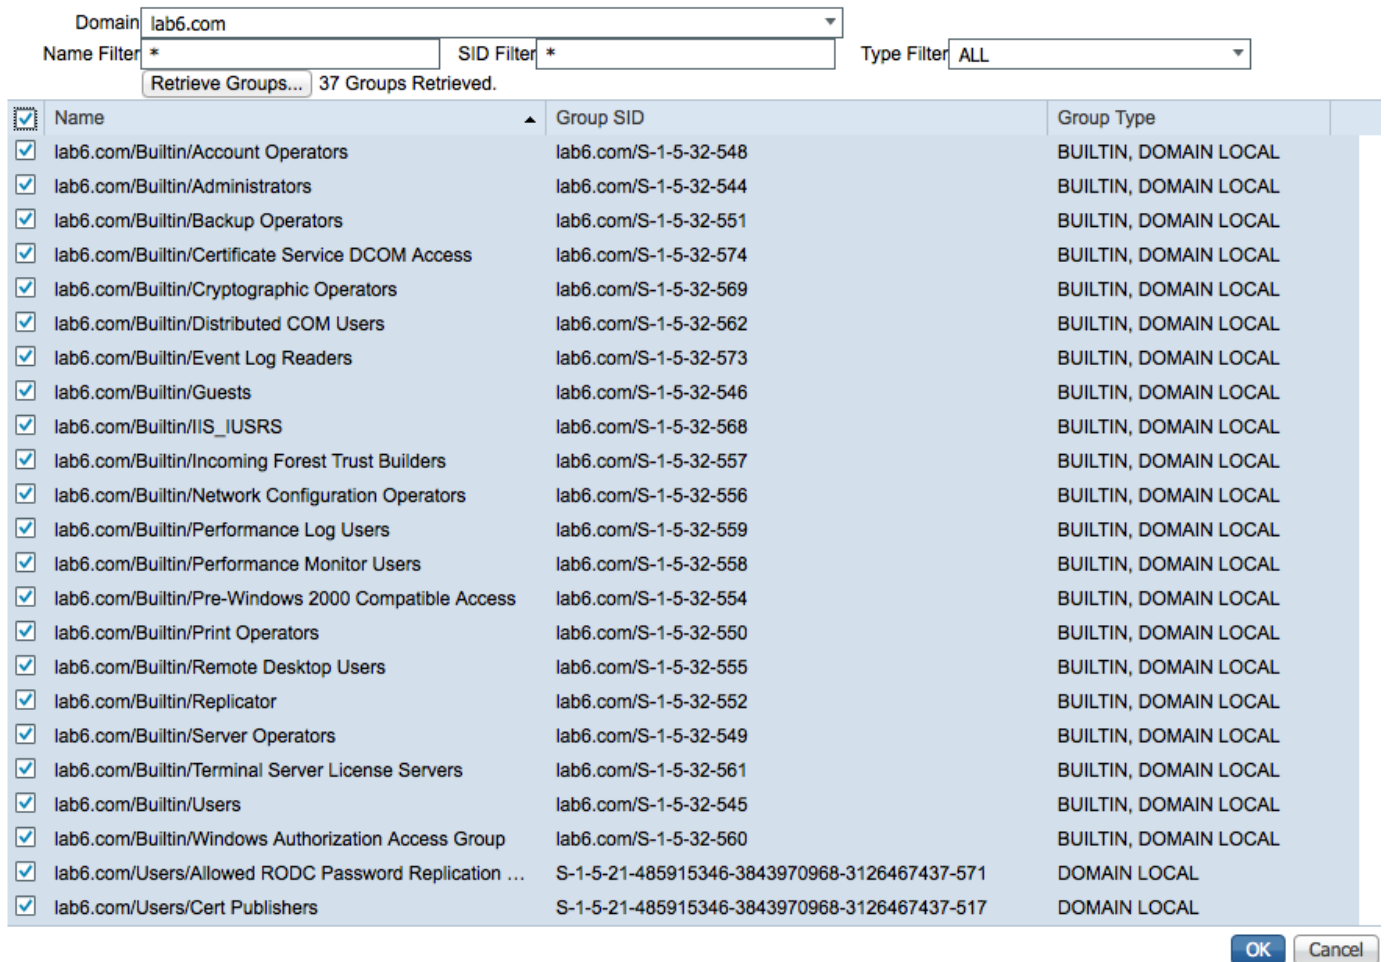 Domain lab6.com
Name Filter * SID Filter * Type Filter ALL
Retrieve Groups... 37 Groups Retrieved.
Name Group SID Group Type
lab6.com/Builtin/Account Operators lab6.com/S-1-5-32-548 BUILTIN, DOMAIN LOCAL
lab6.com/Builtin/Administrators lab6.com/S-1-5-32-544 BUILTIN, DOMAIN LOCAL
lab6.com/Builtin/Backup Operators lab6.com/S-1-5-32-551 BUILTIN, DOMAIN LOCAL
lab6.com/Builtin/Certificate Service DCOM Access lab6.com/S-1-5-32-574 BUILTIN, DOMAIN LOCAL
lab6.com/Builtin/Cryptographic Operators lab6.com/S-1-5-32-569 BUILTIN, DOMAIN LOCAL
lab6.com/Builtin/Distributed COM Users lab6.com/S-1-5-32-562 BUILTIN, DOMAIN LOCAL
lab6.com/Builtin/Event Log Readers lab6.com/S-1-5-32-573 BUILTIN, DOMAIN LOCAL
lab6.com/Builtin/Guests lab6.com/S-1-5-32-546 BUILTIN, DOMAIN LOCAL
lab6.com/Builtin/IIS_IUSRS lab6.com/S-1-5-32-568 BUILTIN, DOMAIN LOCAL
lab6.com/Builtin/Incoming Forest Trust Builders lab6.com/S-1-5-32-557 BUILTIN, DOMAIN LOCAL
lab6.com/Builtin/Network Configuration Operators lab6.com/S-1-5-32-556 BUILTIN, DOMAIN LOCAL
lab6.com/Builtin/Performance Log Users lab6.com/S-1-5-32-559 BUILTIN, DOMAIN LOCAL
lab6.com/Builtin/Performance Monitor Users lab6.com/S-1-5-32-558 BUILTIN, DOMAIN LOCAL
lab6.com/Builtin/Pre-Windows 2000 Compatible Access lab6.com/S-1-5-32-554 BUILTIN, DOMAIN LOCAL
lab6.com/Builtin/Print Operators lab6.com/S-1-5-32-550 BUILTIN, DOMAIN LOCAL
lab6.com/Builtin/Remote Desktop Users lab6.com/S-1-5-32-555 BUILTIN, DOMAIN LOCAL
lab6.com/Builtin/Replicator lab6.com/S-1-5-32-552 BUILTIN, DOMAIN LOCAL
lab6.com/Builtin/Server Operators lab6.com/S-1-5-32-549 BUILTIN, DOMAIN LOCAL
lab6.com/Builtin/Terminal Server License Servers lab6.com/S-1-5-32-561 BUILTIN, DOMAIN LOCAL
lab6.com/Builtin/Users lab6.com/S-1-5-32-545 BUILTIN, DOMAIN LOCAL
lab6.com/Builtin/Windows Authorization Access Group lab6.com/S-1-5-32-560 BUILTIN, DOMAIN LOCAL
lab6.com/Users/Allowed RODC Password Replication ... S-1-5-21-485915346-3843970968-3126467437-571 DOMAIN LOCAL
lab6.com/Users/Cert Publishers S-1-5-21-485915346-3843970968-3126467437-517 DOMAIN LOCAL
OK Cancel